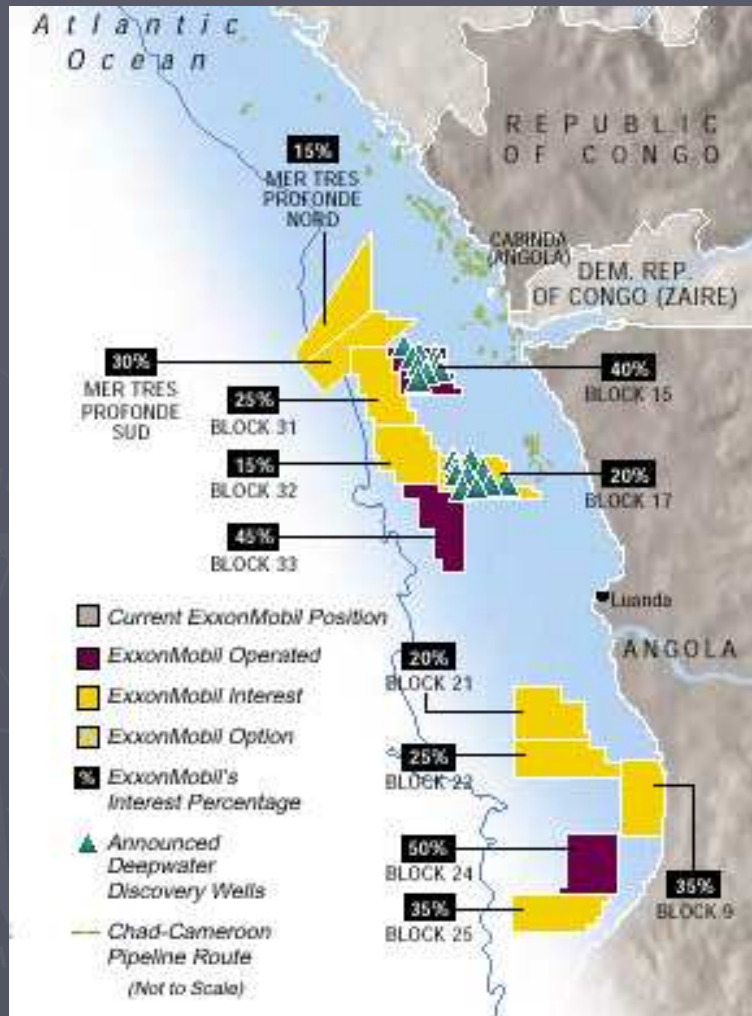 Atlantic
Ocean
REPUBLIC
OF CONGO
15%
MER TRES
PROFONDE
NORD
CABINDA
(ANGOLA)
DEM. REP.
OF CONGO (ZAIRE)
30%
MER TRES
PROFONDE
SUD
40%
BLOCK 15
25%
BLOCK 31
15%
BLOCK 32
20%
BLOCK 17
45%
BLOCK 33
Luanda
ANGOLA
Current ExxonMobil Position
ExxonMobil Operated
ExxonMobil Interest
ExxonMobil Option
% ExxonMobil's
Interest Percentage
Announced
Deepwater
Discovery Wells
Chad-Cameroon
Pipeline Route
(Not to Scale)
20%
BLOCK 21
25%
BLOCK 22
50%
BLOCK 24
35%
BLOCK 9
35%
BLOCK 25